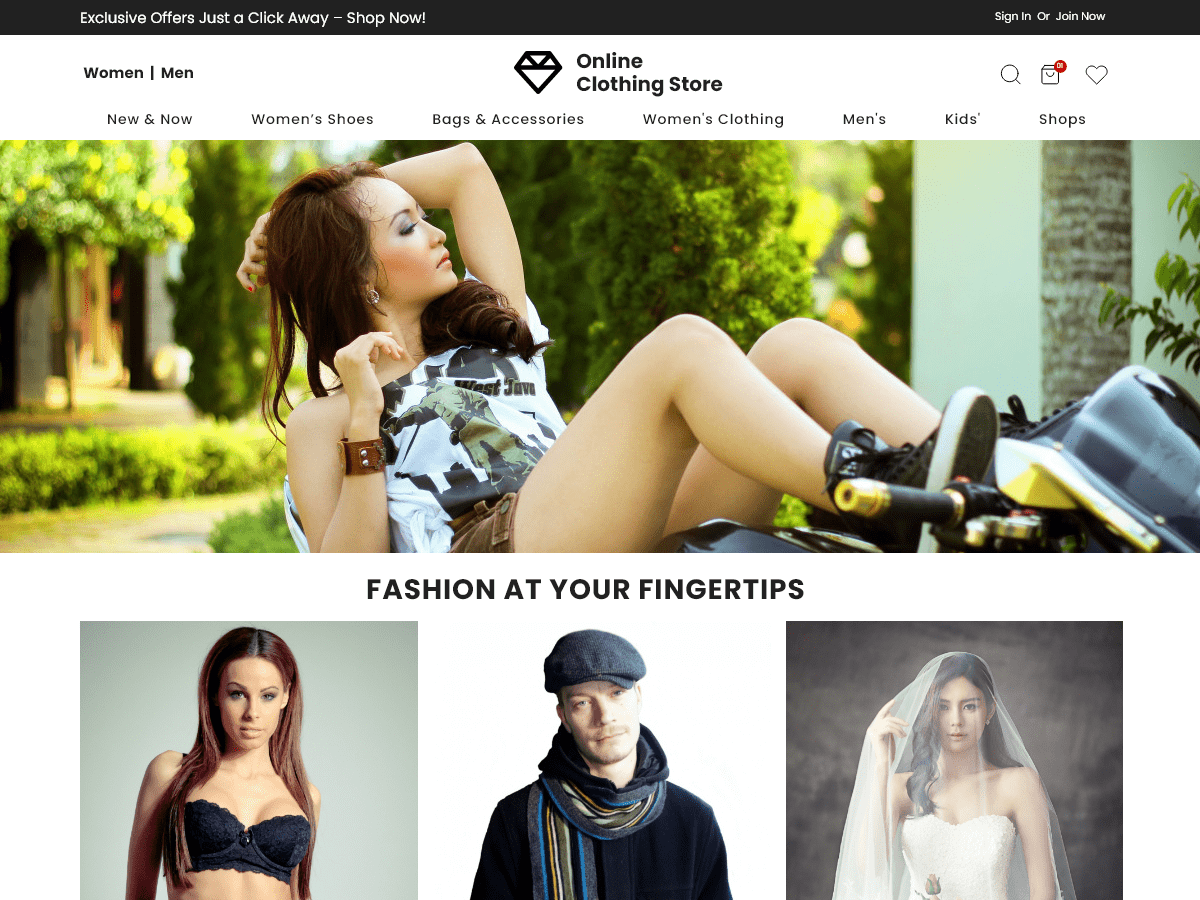 Exclusive Offers Just a Click Away – Shop Now!
Sign In Or Join Now
Women | Men
Online
Clothing Store
01
New & Now
Women’s Shoes
Bags & Accessories
Women's Clothing
Men's
Kids'
Shops
West Java
FASHION AT YOUR FINGERTIPS